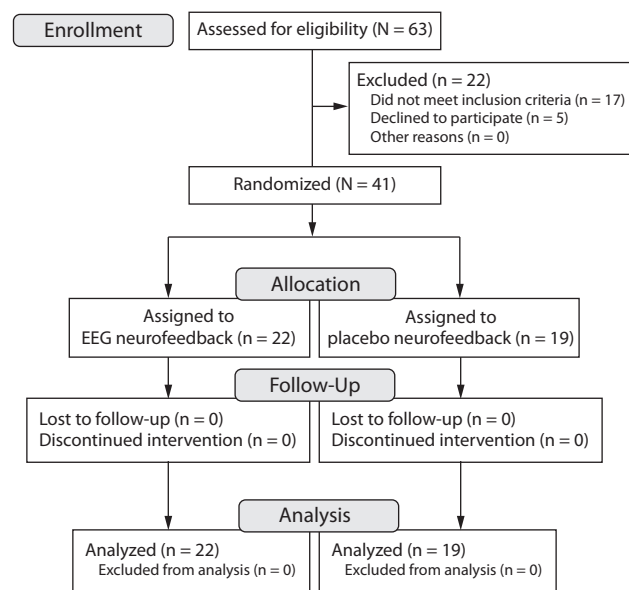 Enrollment
Assessed for eligibility (N = 63)
Excluded (n = 22)
Did not meet inclusion criteria (n = 17)
Declined to participate (n = 5)
Other reasons (n = 0)
Randomized (N = 41)
Allocation
Assigned to
EEG neurofeedback (n = 22)
Assigned to
placebo neurofeedback (n = 19)
Follow-Up
Lost to follow-up (n = 0)
Discontinued intervention (n = 0)
Lost to follow-up (n = 0)
Discontinued intervention (n = 0)
Analysis
Analyzed (n = 22)
Excluded from analysis (n = 0)
Analyzed (n = 19)
Excluded from analysis (n = 0)